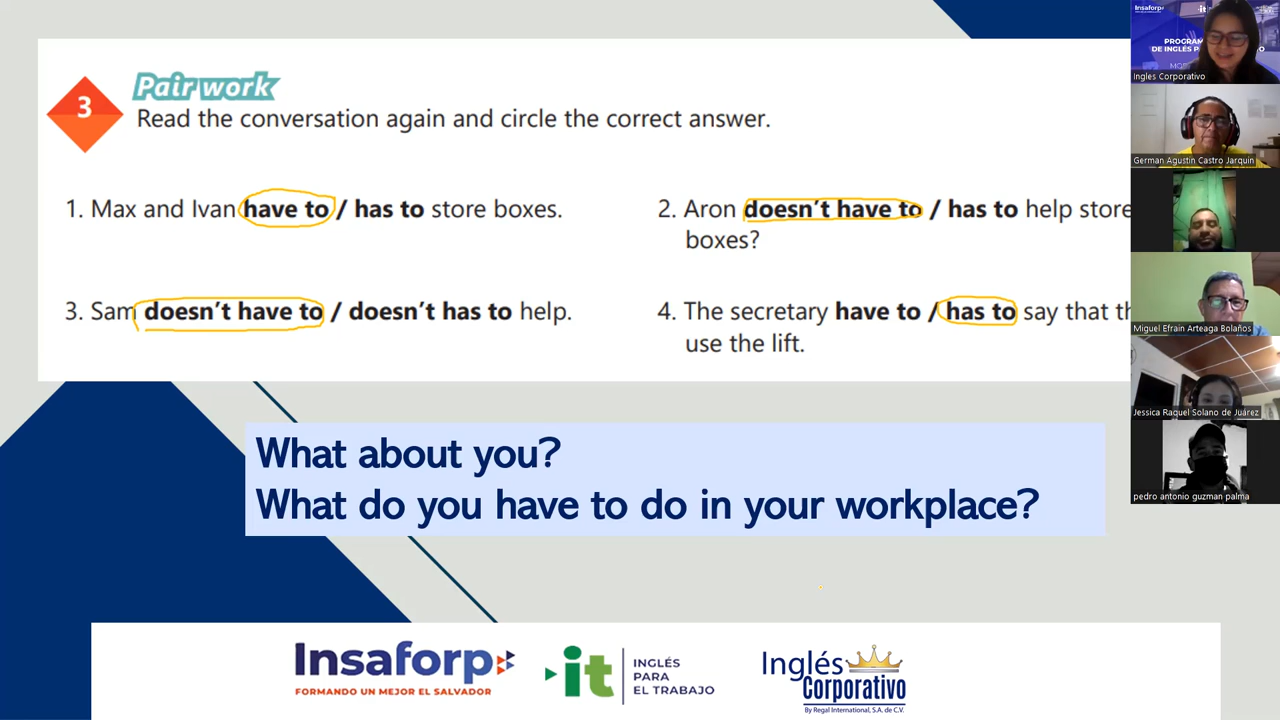 3
Pair work
Read the conversation again and circle the correct answer.
1. Max and Ivan have to / has to store boxes.
2. Aron doesn't have to / has to help store
boxes?
3. Sam doesn't have to / doesn't has to help.
4. The secretary have to / has to say that th
use the lift.
What about you?
What do you have to do in your workplace?
Insaforp
FORMANDO UN MEJOR EL SALVADOR
it
INGLÉS
PARA
EL TRABAJO
Inglés
Corporativo
By Regal International, S.A. de C.V.
Insaforp
it
PROGRAM
DE INGLÉS P
Ingles Corporativo
German Agustin Castro Jarquin
Miguel Efrain Arteaga Bolaños
Jessica Raquel Solano de Juárez
pedro antonio guzman palma